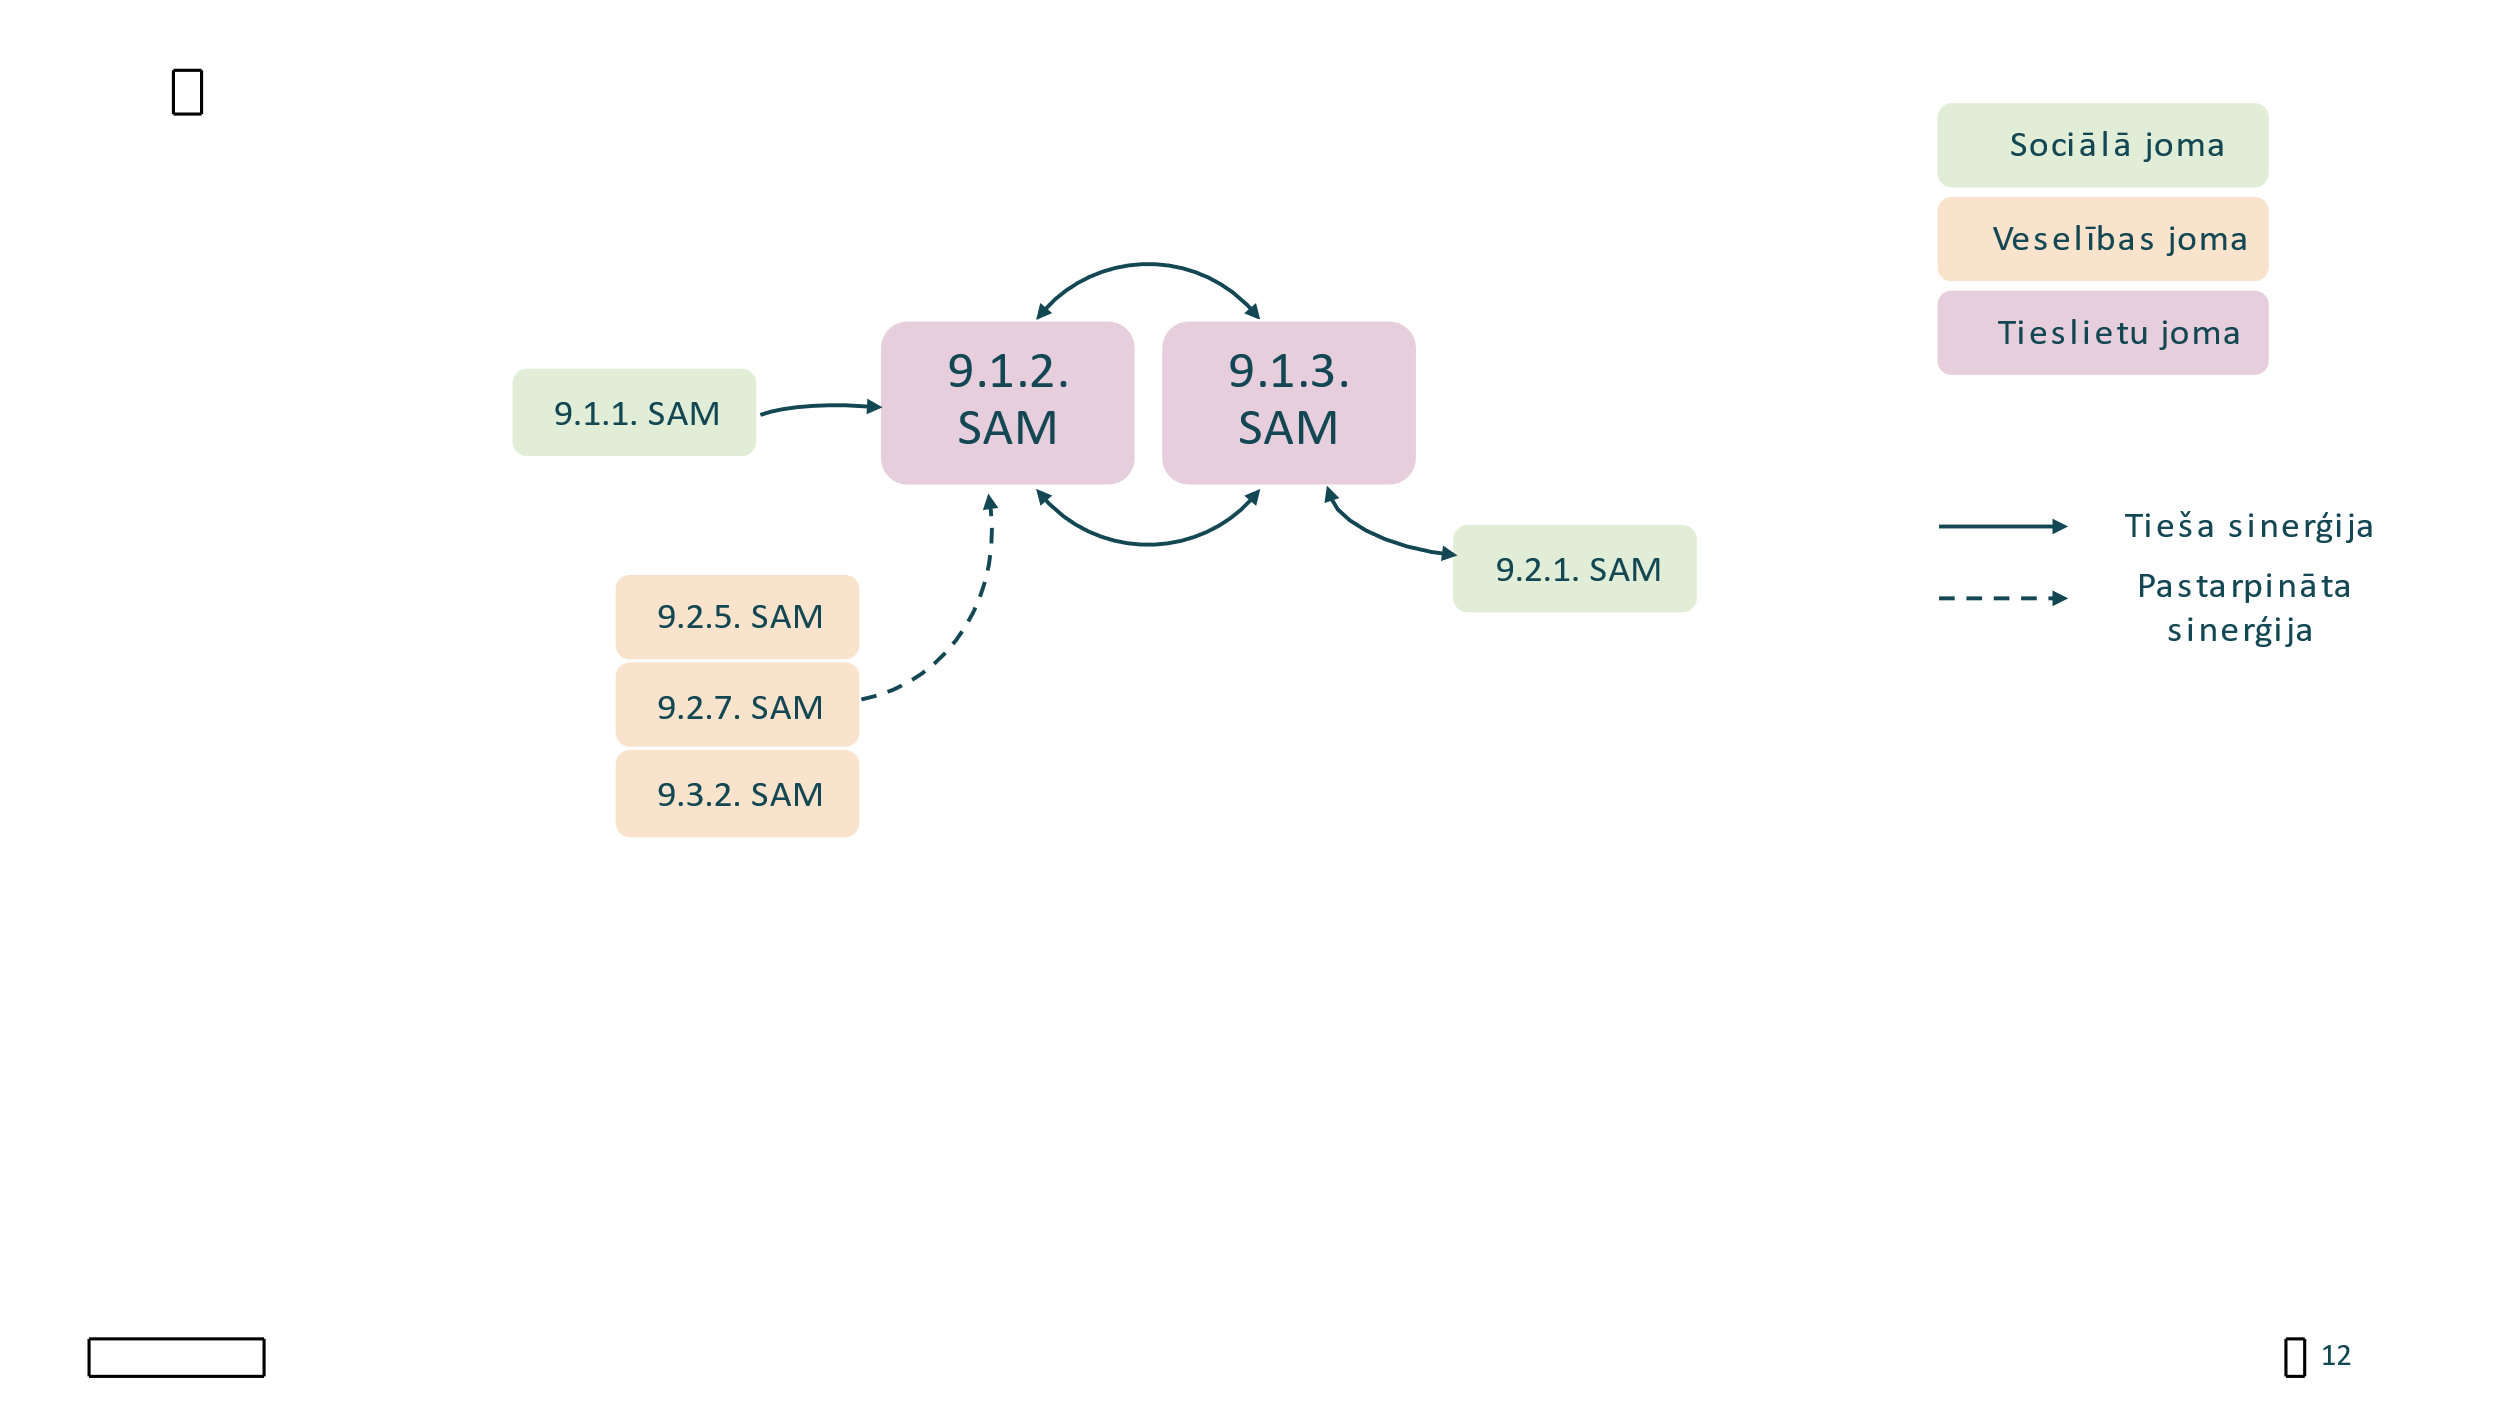 Sociālā joma
Veselības joma
Tieslietu joma
9.1.2.
SAM
9.1.3.
SAM
9.1.1. SAM
Tieša sinerģija
Pastarpināta
sinerģija
9.2.1. SAM
9.2.5. SAM
9.2.7. SAM
9.3.2. SAM
12